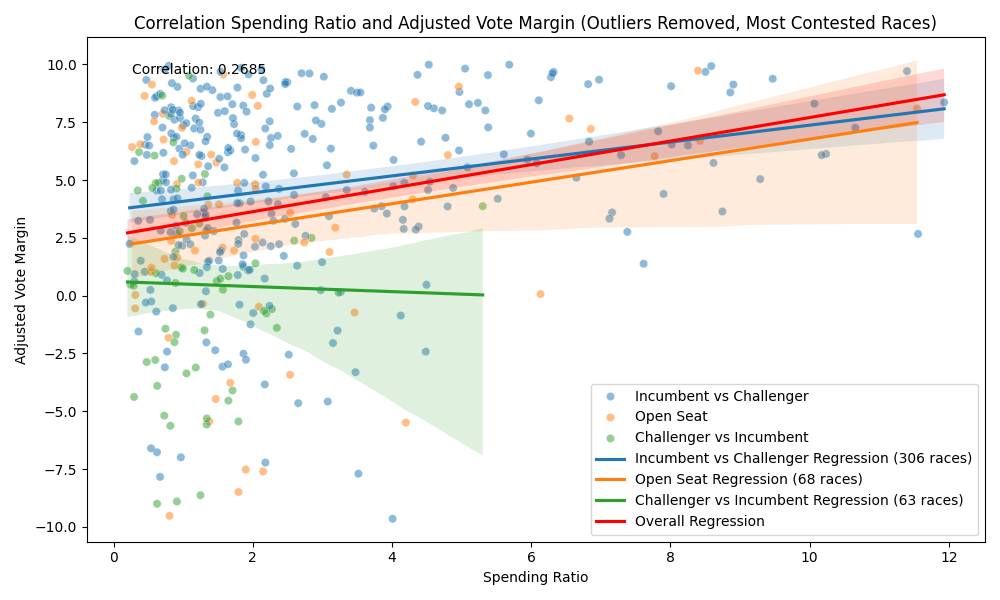 Correlation Spending Ratio and Adjusted Vote Margin (Outliers Removed, Most Contested Races)
Correlation: 0.2685
Adjusted Vote Margin
10.0
7.5
5.0
2.5
0.0
−2.5
−5.0
−7.5
−10.0
Incumbent vs Challenger
Open Seat
Challenger vs Incumbent
Incumbent vs Challenger Regression (306 races)
Open Seat Regression (68 races)
Challenger vs Incumbent Regression (63 races)
Overall Regression
0 2 4 6 8 10 12
Spending Ratio